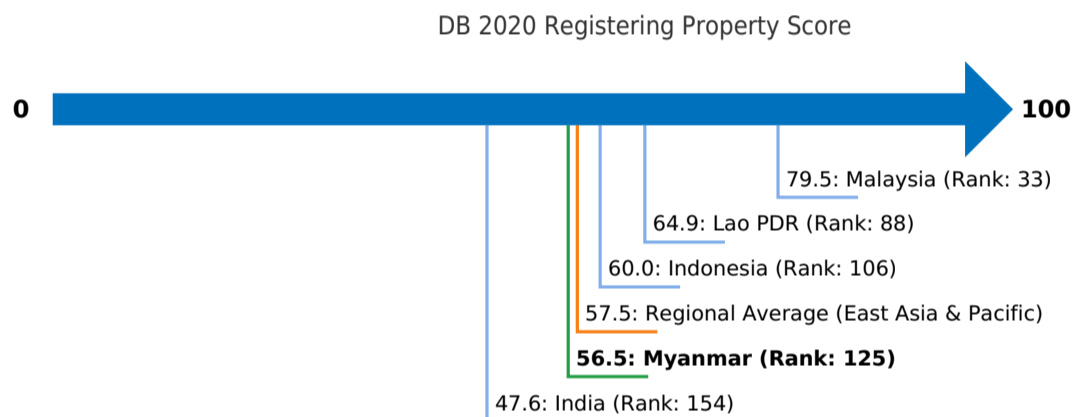 DB 2020 Registering Property Score
0
100
79.5: Malaysia (Rank: 33)
64.9: Lao PDR (Rank: 88)
60.0: Indonesia (Rank: 106)
57.5: Regional Average (East Asia & Pacific)
56.5: Myanmar (Rank: 125)
47.6: India (Rank: 154)